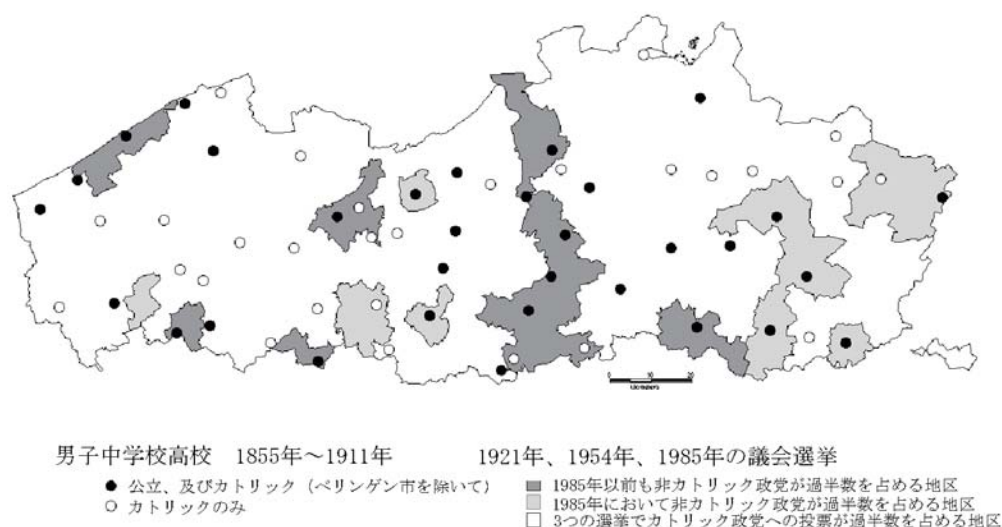 0 10 20
男子中学校高校 1855年～1911年
● 公立、及びカトリック（ベリンゲン市を除いて）
○ カトリックのみ
1921年、1954年、1985年の議会選挙
1985年以前も非カトリック政党が過半数を占める地区
1985年において非カトリック政党が過半数を占める地区
3つの選挙でカトリック政党への投票が過半数を占める地区